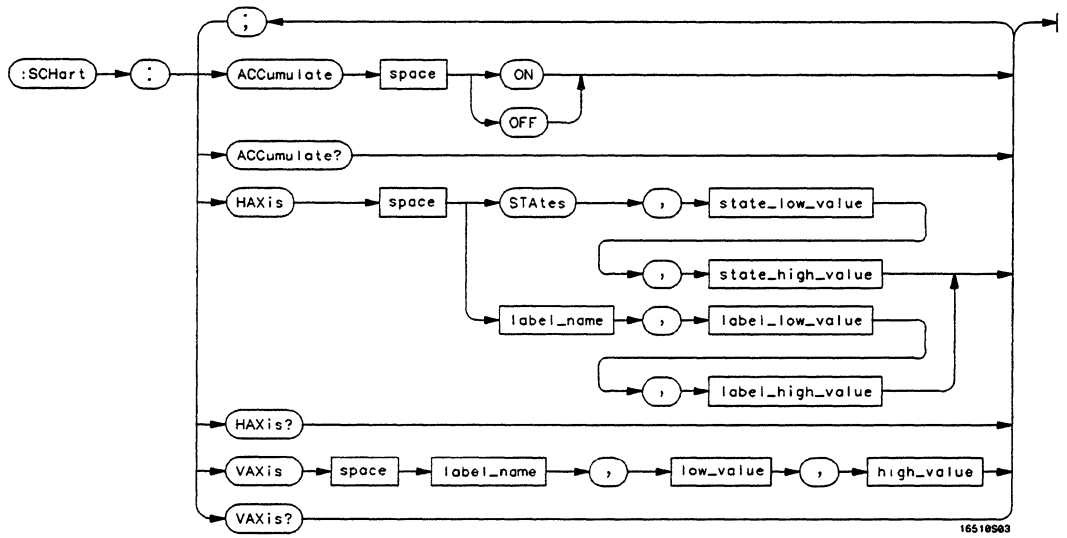 ;
:SCHart : ACCumulate space ON
OFF
ACCumulate?
HAXis space STAtes , state_low_value
, state_high_value
label_name , label_low_value
, label_high_value
HAXis?
VAXis space label_name , low_value , high_value
VAXis?
16510S03